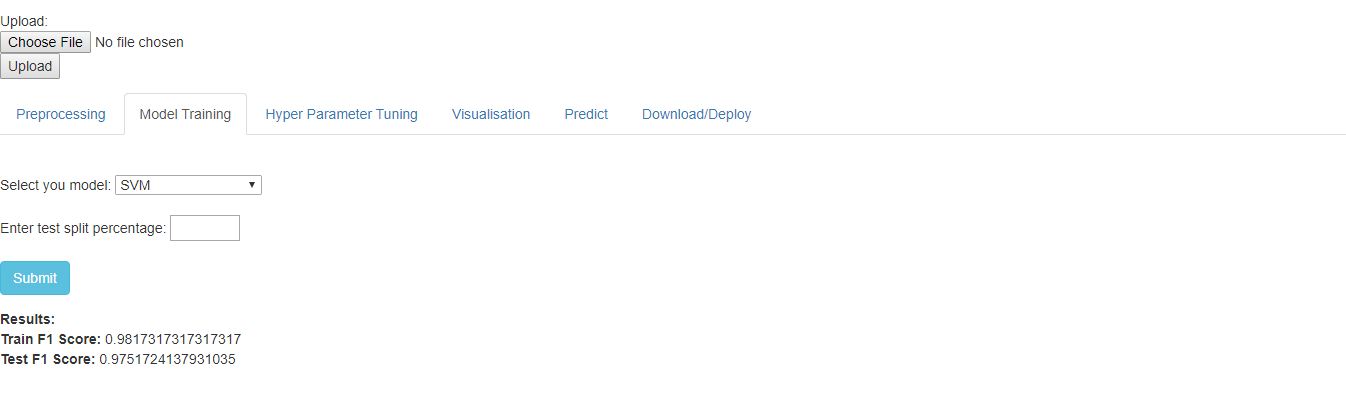 Upload:
Choose File No file chosen
Upload
Preprocessing Model Training Hyper Parameter Tuning Visualisation Predict Download/Deploy
Select you model: SVM
Enter test split percentage:
Submit
Results:
Train F1 Score: 0.9817317317317317
Test F1 Score: 0.9751724137931035